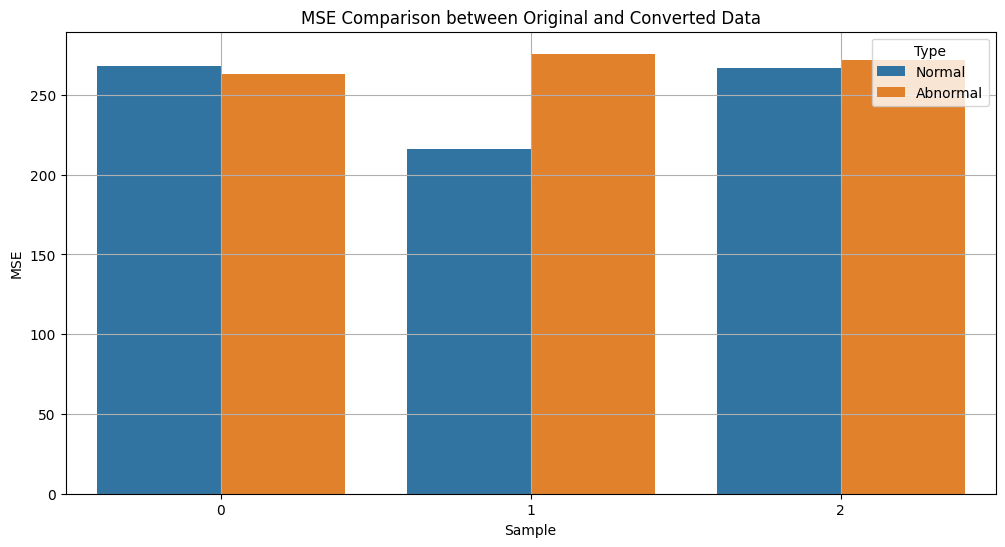 MSE Comparison between Original and Converted Data
Type
Normal
Abnormal
MSE
250
200
150
100
50
0
0 1 2
Sample